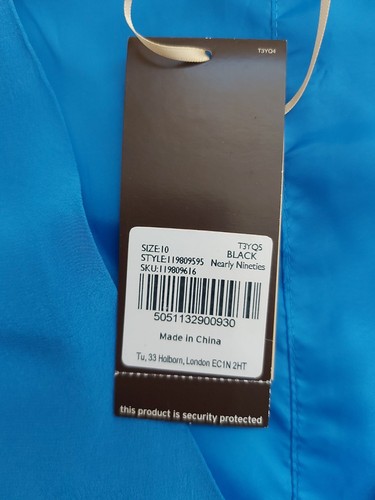 T3YO4
SIZE:10 T3YQ5
STYLE:119809595 BLACK
SKU:119809616 Nearly Nineties
5051132900930
Made in China
Tu, 33 Holborn, London EC1N 2HT
this product is security protected